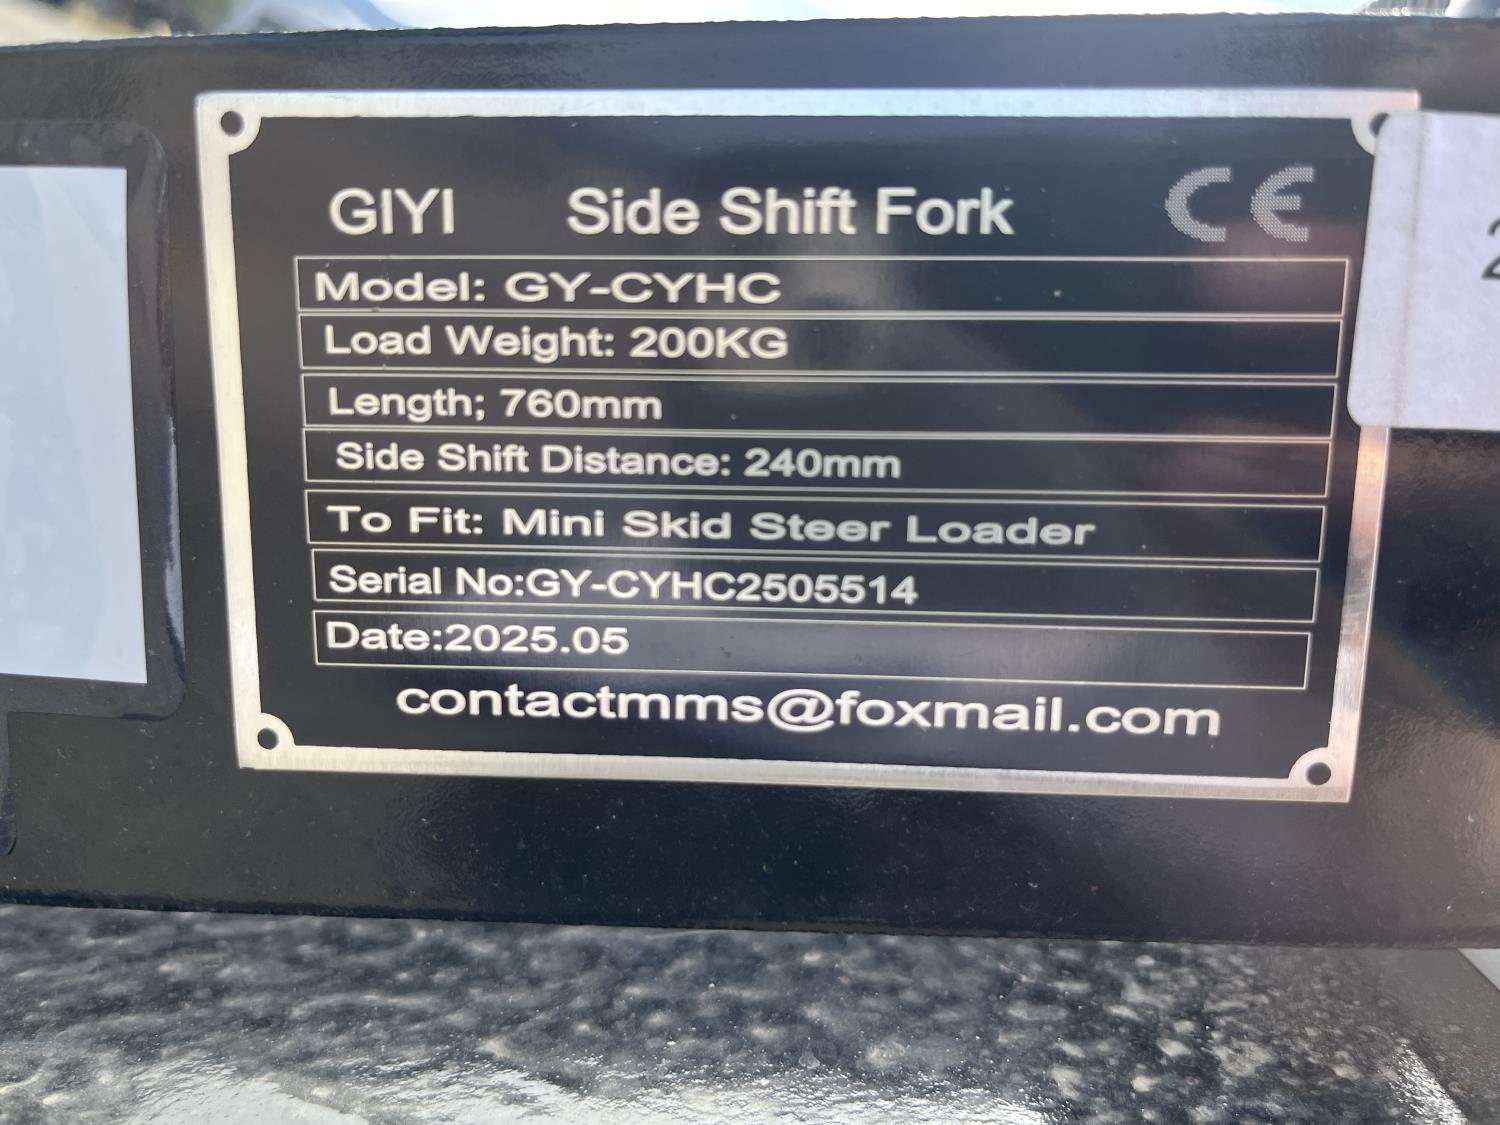 GIYI Side Shift Fork CE
Model: GY-CYHC
Load Weight: 200KG
Length; 760mm
Side Shift Distance: 240mm
To Fit: Mini Skid Steer Loader
Serial No:GY-CYHC2505514
Date:2025.05
contactmms@foxmail.com